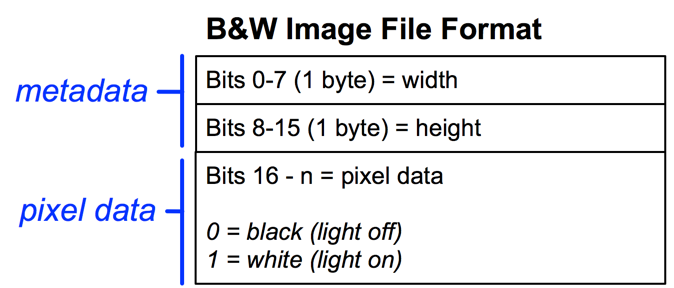 B&W Image File Format
metadata
Bits 0-7 (1 byte) = width
Bits 8-15 (1 byte) = height
pixel data
Bits 16 - n = pixel data
0 = black (light off)
1 = white (light on)